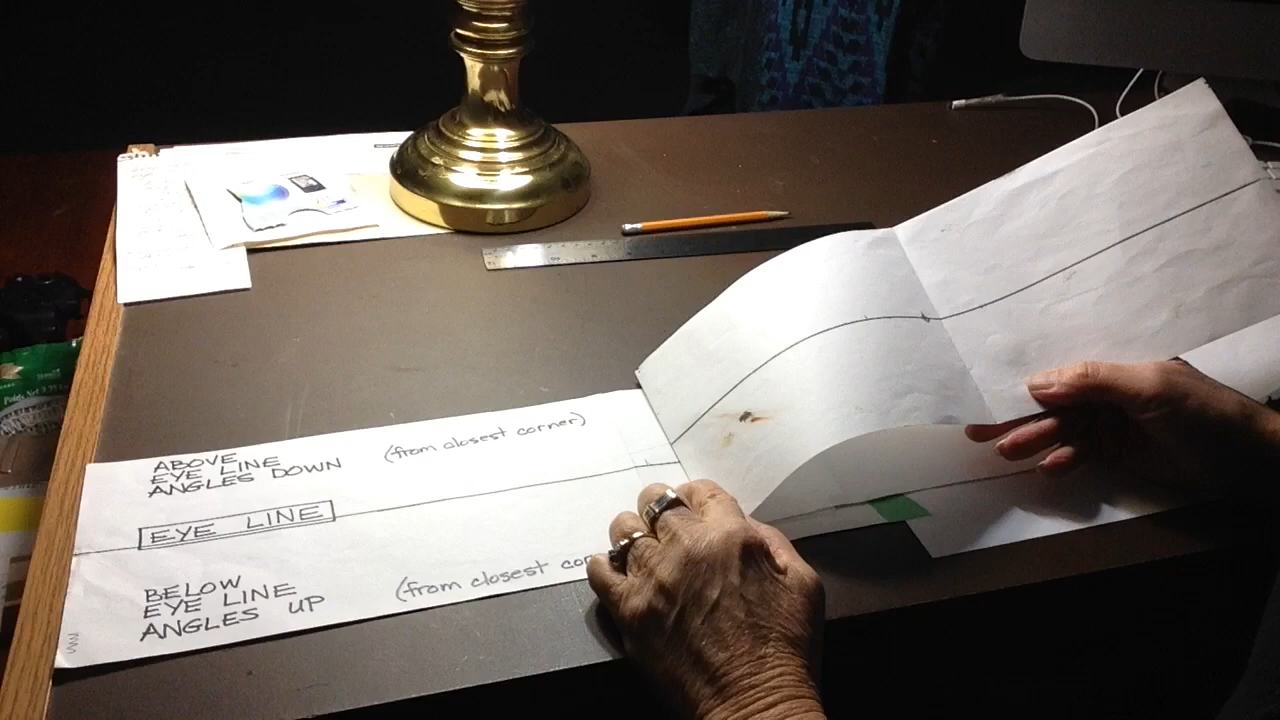 ABOVE
EYE LINE
ANGLES DOWN
(from closest corner)
EYE LINE
BELOW
EYE LINE
ANGLES UP
(from closest